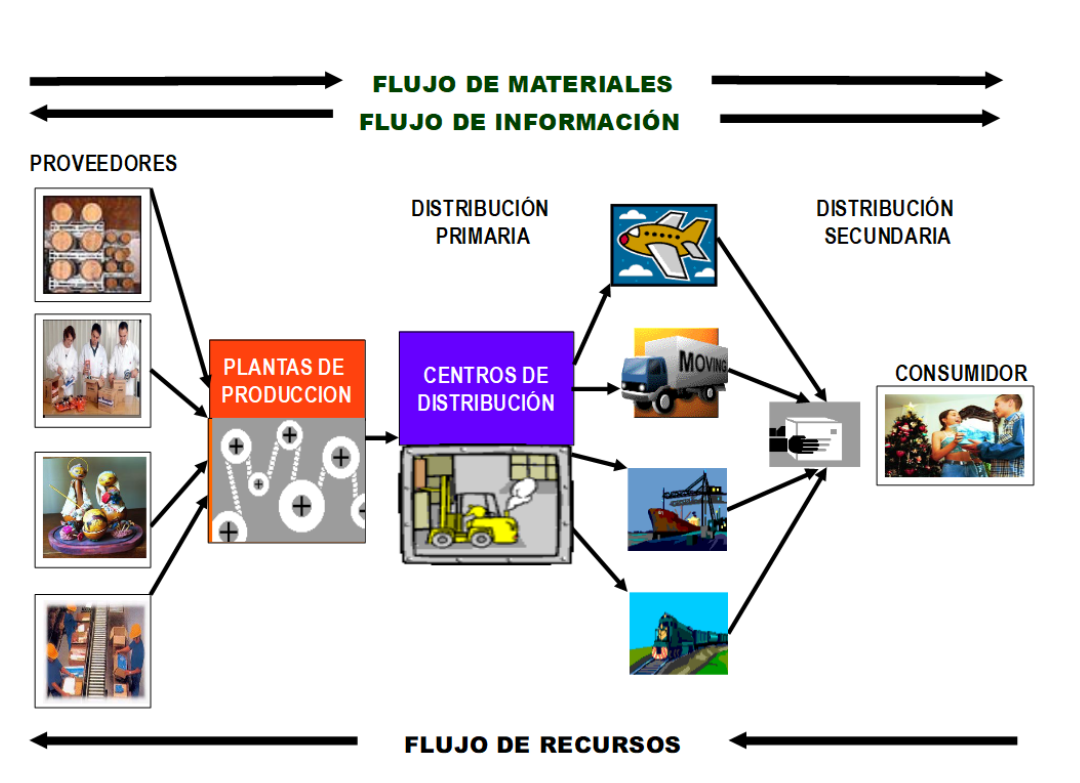 FLUJO DE MATERIALES
FLUJO DE INFORMACIÓN
PROVEEDORES
DISTRIBUCIÓN
PRIMARIA
DISTRIBUCIÓN
SECUNDARIA
PLANTAS DE
PRODUCCION
CENTROS DE
DISTRIBUCIÓN
MOVING
CONSUMIDOR
FLUJO DE RECURSOS